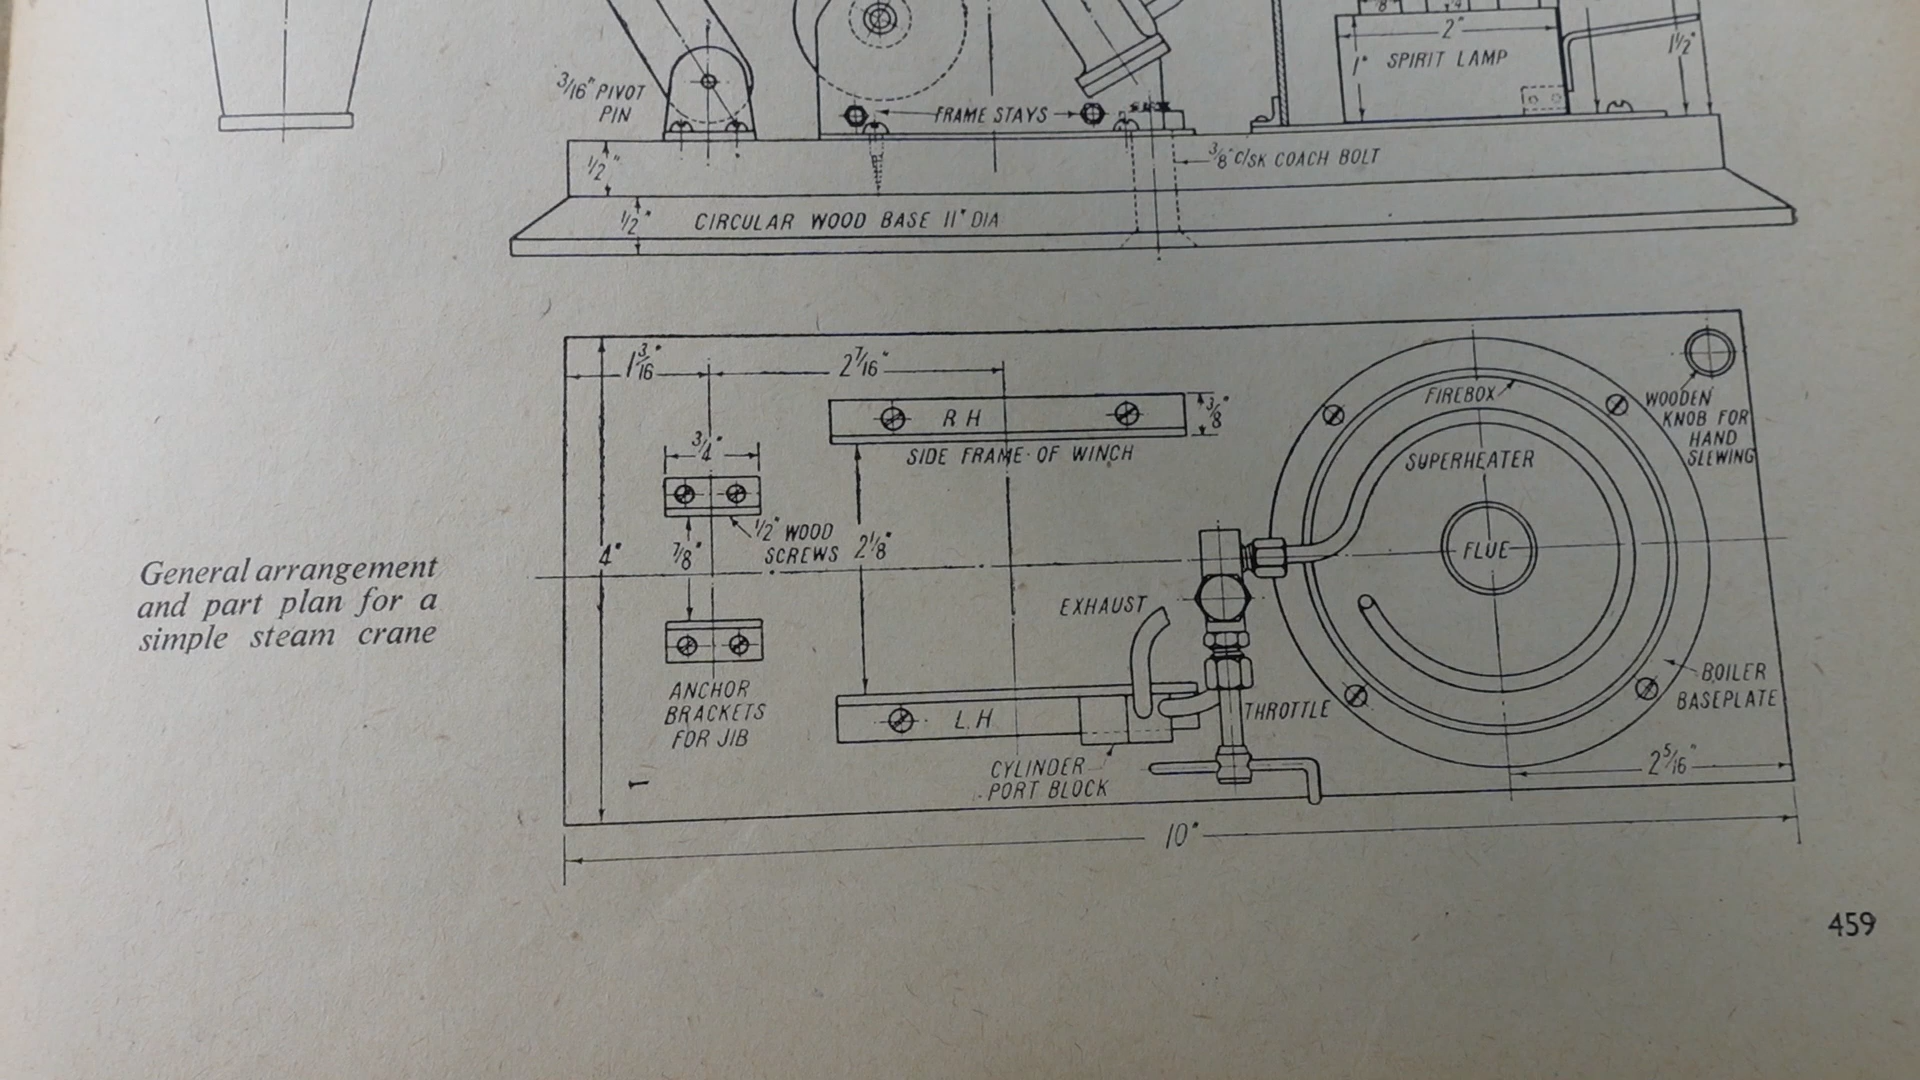 2"
1"
SPIRIT LAMP
1½"
3/16" PIVOT
PIN
FRAME STAYS
½"
3/8" C/SK COACH BOLT
½"
CIRCULAR WOOD BASE 11" DIA
1 3/16"
2 7/16"
R H
3/8"
SIDE FRAME OF WINCH
FIREBOX
WOODEN
KNOB FOR
HAND
SLEWING
SUPERHEATER
3/4"
½" WOOD
SCREWS
4"
7/8"
2 1/8"
FLUE
EXHAUST
ANCHOR
BRACKETS
FOR JIB
L.H
THROTTLE
BOILER
BASEPLATE
CYLINDER
PORT BLOCK
2 5/16"
10"
General arrangement
and part plan for a
simple steam crane
459